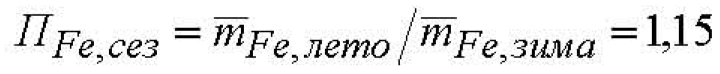 П_{Fe,сез} = m̅_{Fe,лето} / m̅_{Fe,зима} = 1,15